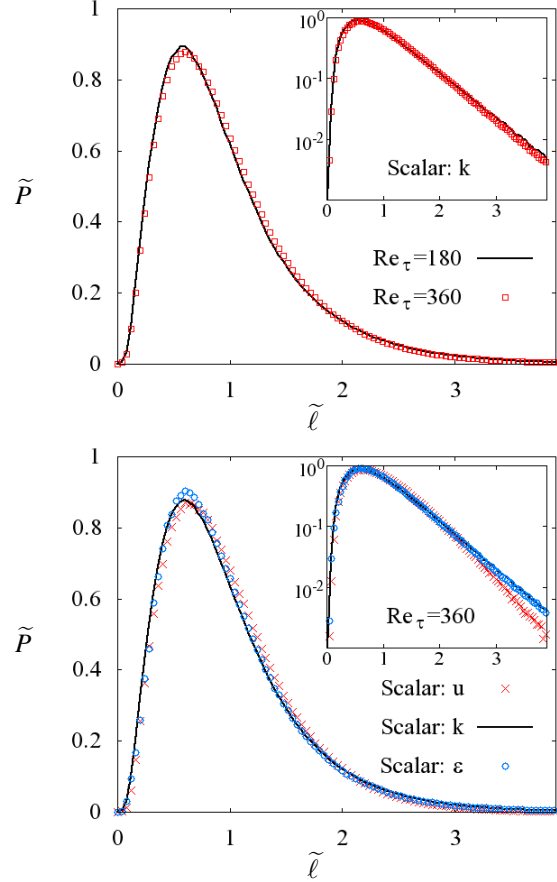 1
0.8
0.6
0.4
0.2
0
0 1 2 3
P̃
ℓ̃
10⁰
10⁻¹
10⁻²
0 1 2 3
Scalar: k
Re τ =180
Re τ =360
1
0.8
0.6
0.4
0.2
0
0 1 2 3
P̃
ℓ̃
10⁰
10⁻¹
10⁻²
0 1 2 3
Re τ =360
Scalar: u
Scalar: k
Scalar: ε